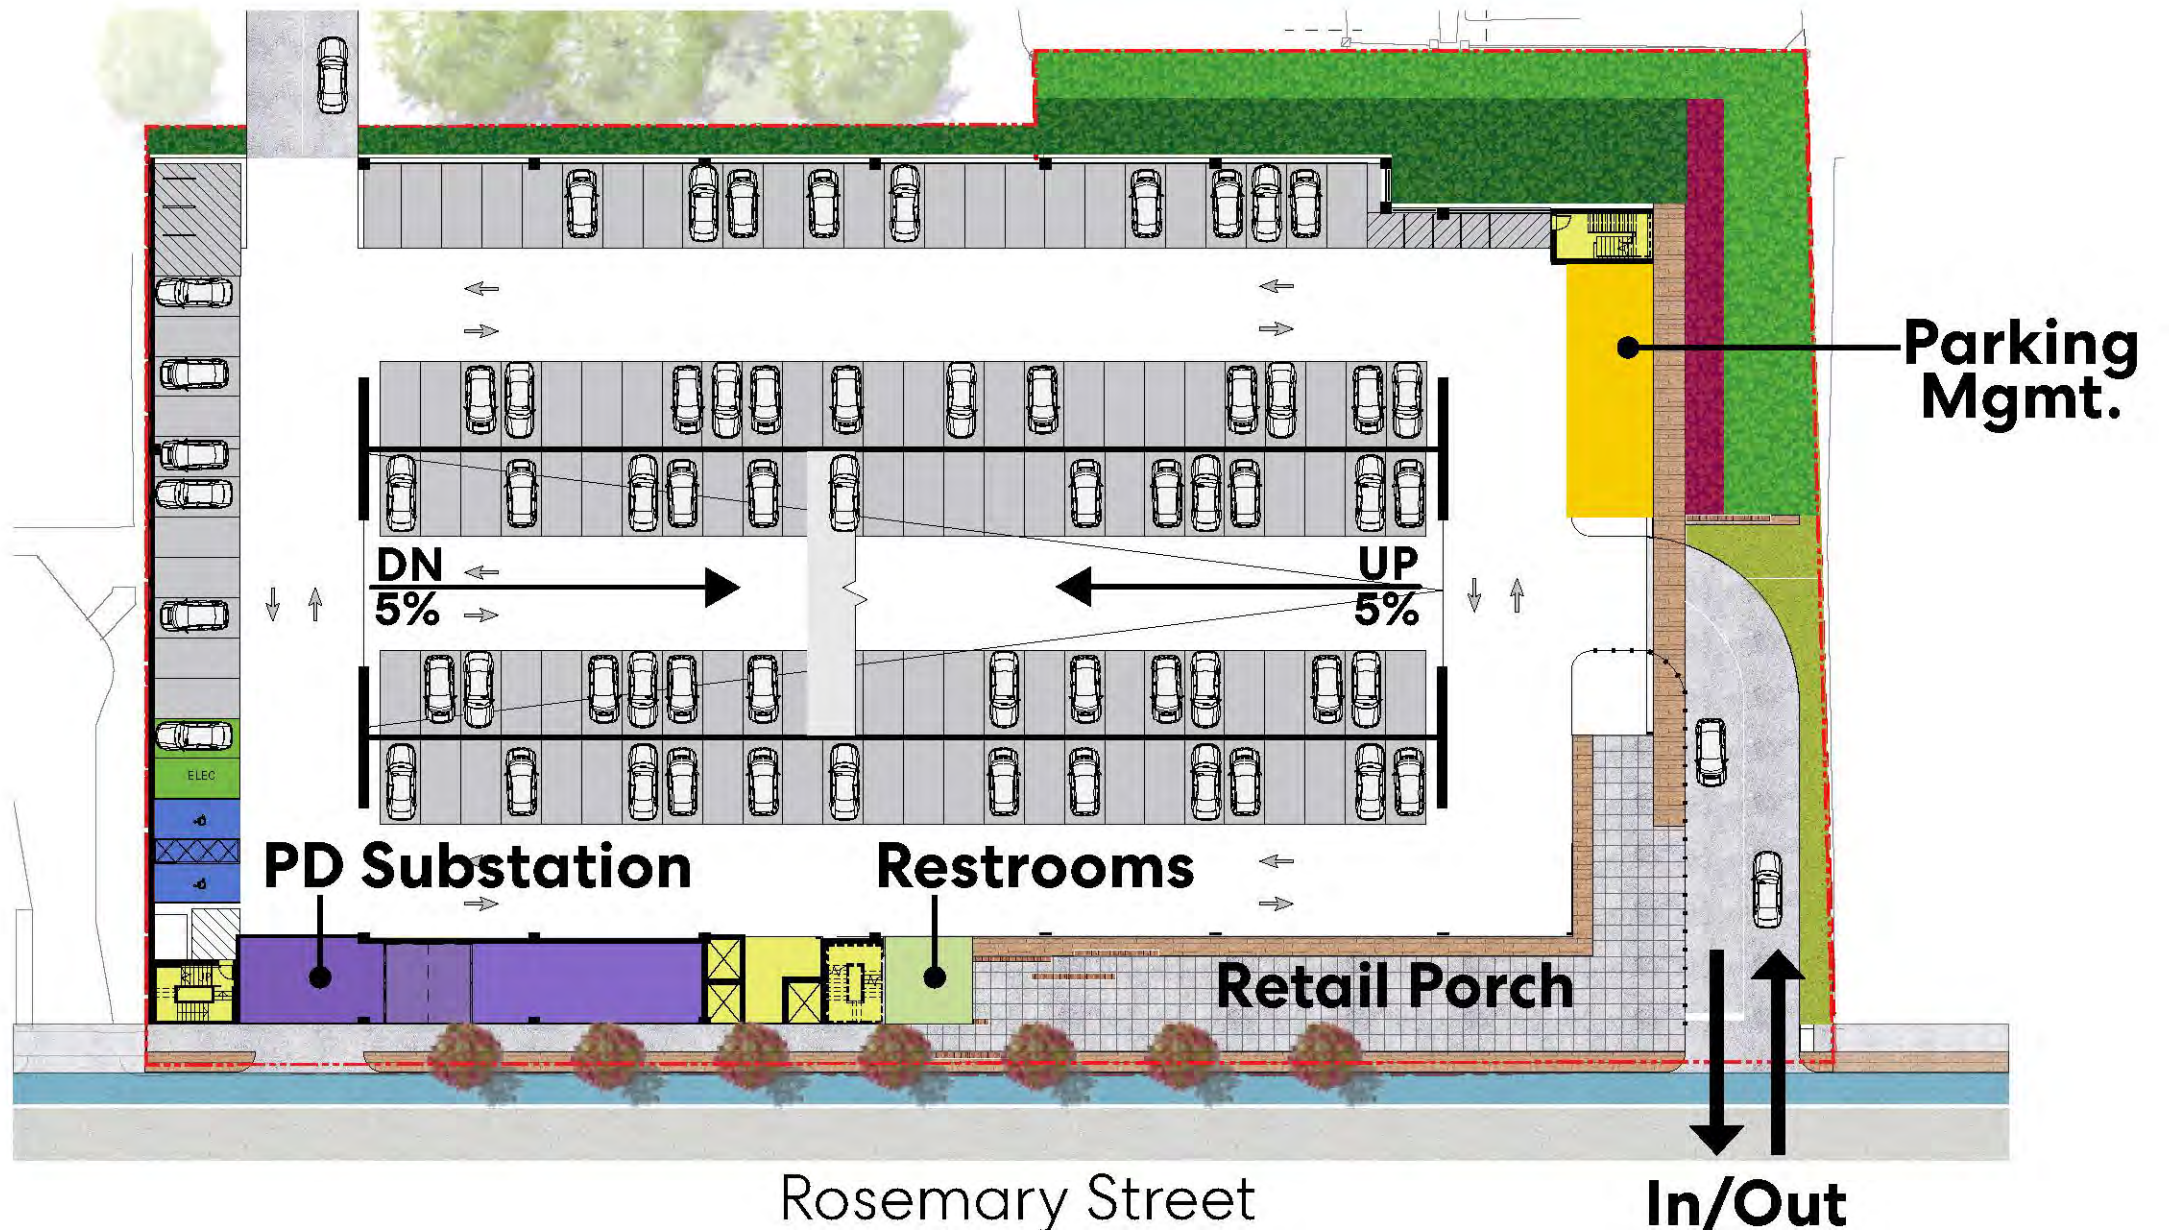 Parking
Mgmt.
DN
5%
UP
5%
ELEC
PD Substation
Restrooms
Retail Porch
Rosemary Street
In/Out